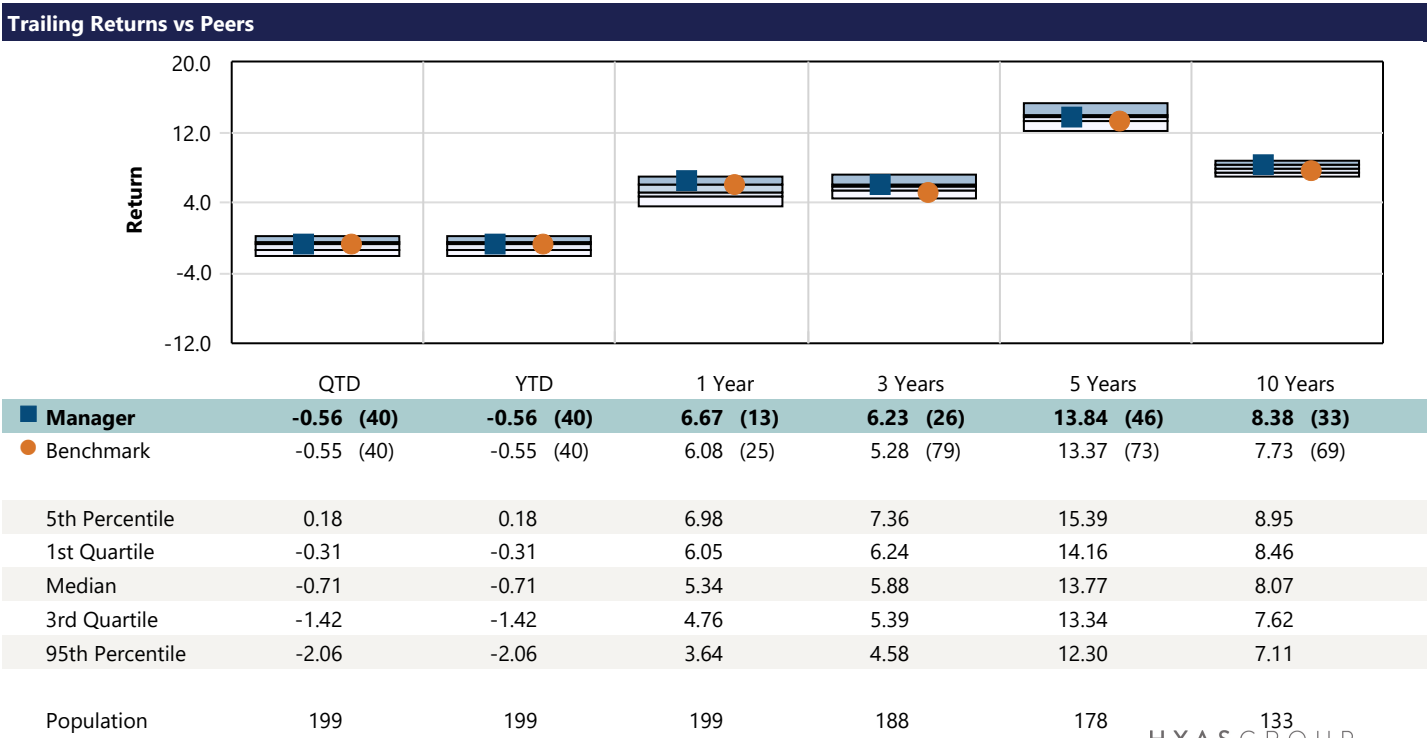 Trailing Returns vs Peers
20.0
12.0
4.0
-4.0
-12.0
Return
QTD YTD 1 Year 3 Years 5 Years 10 Years
Manager -0.56 (40) -0.56 (40) 6.67 (13) 6.23 (26) 13.84 (46) 8.38 (33)
Benchmark -0.55 (40) -0.55 (40) 6.08 (25) 5.28 (79) 13.37 (73) 7.73 (69)
5th Percentile 0.18 0.18 6.98 7.36 15.39 8.95
1st Quartile -0.31 -0.31 6.05 6.24 14.16 8.46
Median -0.71 -0.71 5.34 5.88 13.77 8.07
3rd Quartile -1.42 -1.42 4.76 5.39 13.34 7.62
95th Percentile -2.06 -2.06 3.64 4.58 12.30 7.11
Population 199 199 199 188 178 133
HYASGROUP